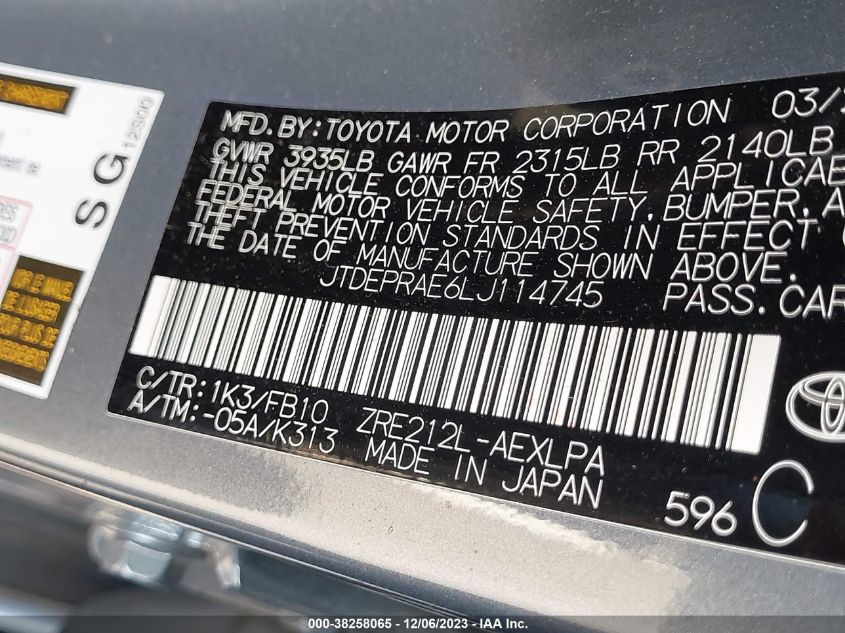 SG
12300
MFD. BY: TOYOTA MOTOR CORPORATION 03/
GVWR 3935LB GAWR FR 2315LB RR 2140LB
THIS VEHICLE CONFORMS TO ALL APPLICAB
FEDERAL MOTOR VEHICLE SAFETY, BUMPER, A
THEFT PREVENTION STANDARDS IN EFFECT
THE DATE OF MANUFACTURE SHOWN ABOVE.
JTDEPRAE6LJ114745 PASS. CAR
C/TR: 1K3/FB10 ZRE212L-AEXLPA
A/TM: -05A/K313 MADE IN JAPAN
596 C
000-38258065 - 12/06/2023 - IAA Inc.